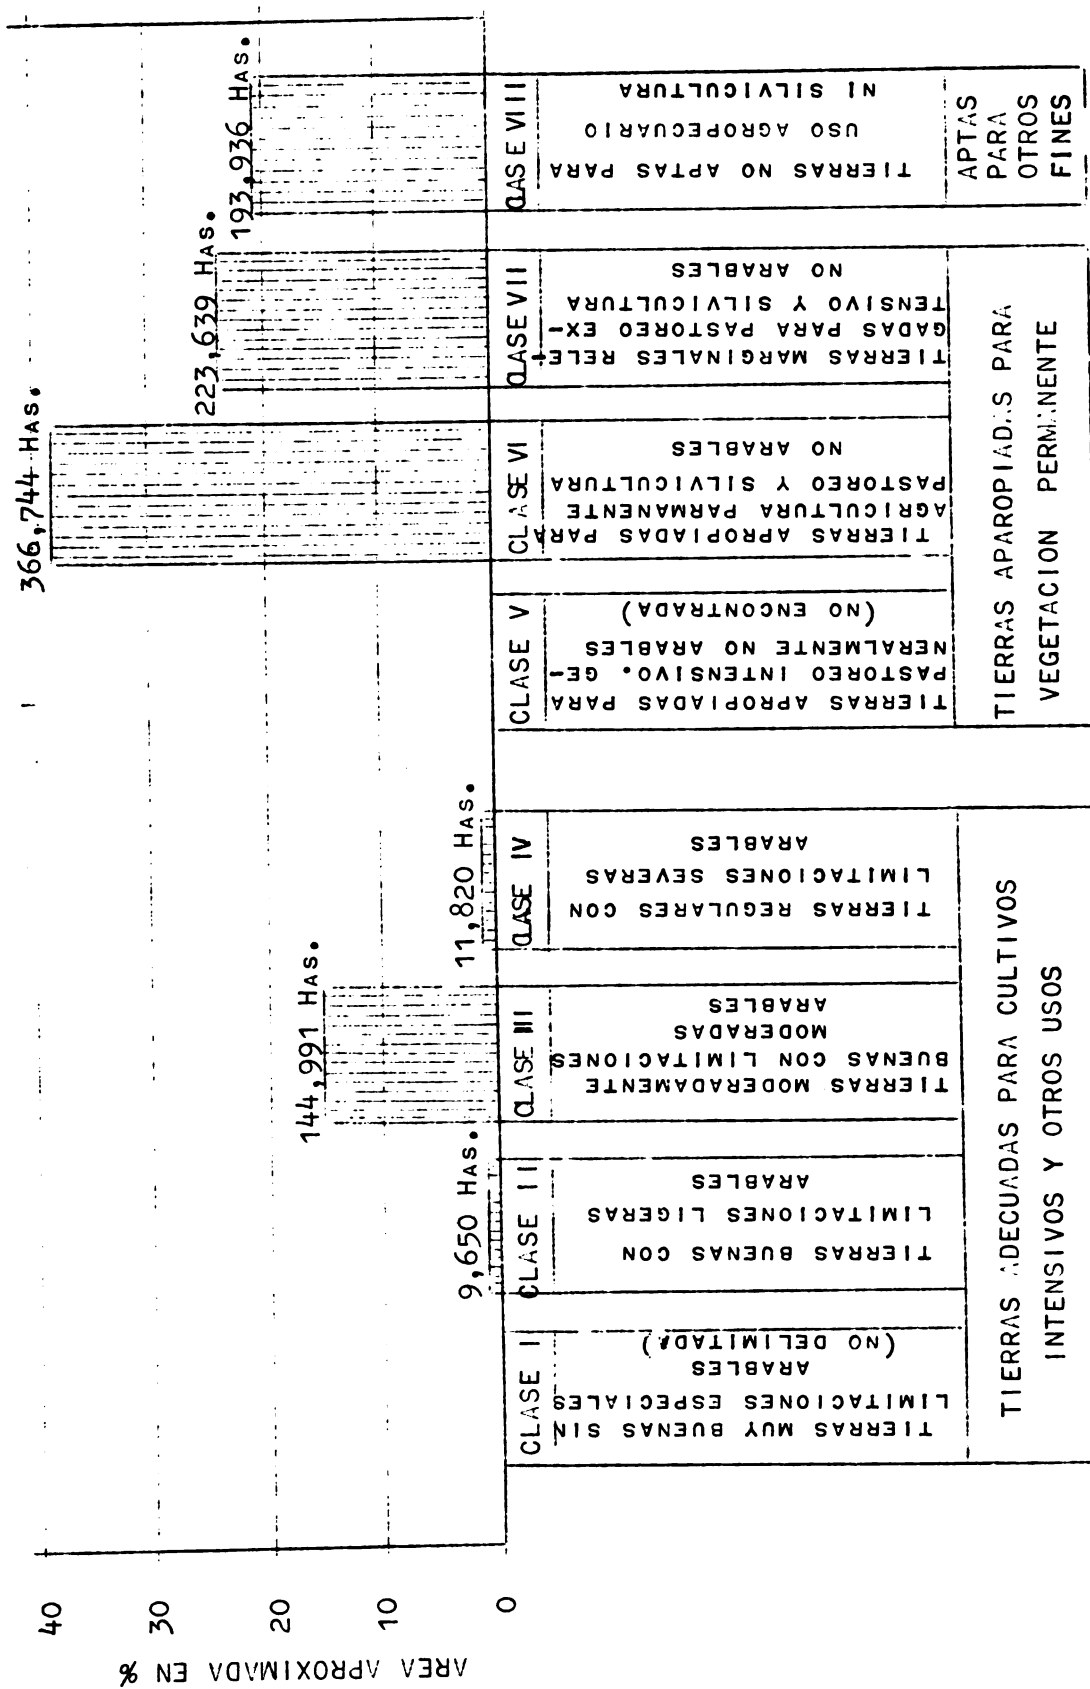 AREA APROXIMADA EN %
40
30
20
10
0
9,650 HAS.
144,991 HAS.
11,820 HAS.
366,744 HAS.
223,639 HAS.
193,936 HAS.
CLASE I
TIERRAS MUY BUENAS SIN
LIMITACIONES ESPECIALES
ARABLES
(NO DELIMITADA)
CLASE II
TIERRAS BUENAS CON
LIMITACIONES LIGERAS
ARABLES
CLASE III
TIERRAS MODERADAMENTE
BUENAS CON LIMITACIONES
MODERADAS
ARABLES
CLASE IV
TIERRAS REGULARES CON
LIMITACIONES SEVERAS
ARABLES
CLASE V
TIERRAS APROPIADAS PARA
PASTOREO INTENSIVO. GE-
NERALMENTE NO ARABLES
(NO ENCONTRADA)
CLASE VI
TIERRAS APROPIADAS PARA
AGRICULTURA PARMANENTE
PASTOREO Y SILVICULTURA
NO ARABLES
CLASE VII
TIERRAS MARGINALES RELE-
GADAS PARA PASTOREO EX-
TENSIVO Y SILVICULTURA
NO ARABLES
CLASE VIII
TIERRAS NO APTAS PARA
USO AGROPECUARIO
NI SILVICULTURA
TIERRAS ADECUADAS PARA CULTIVOS
INTENSIVOS Y OTROS USOS
TIERRAS APAROPIADAS PARA
VEGETACION PERMANENTE
APTAS
PARA
OTROS
FINES